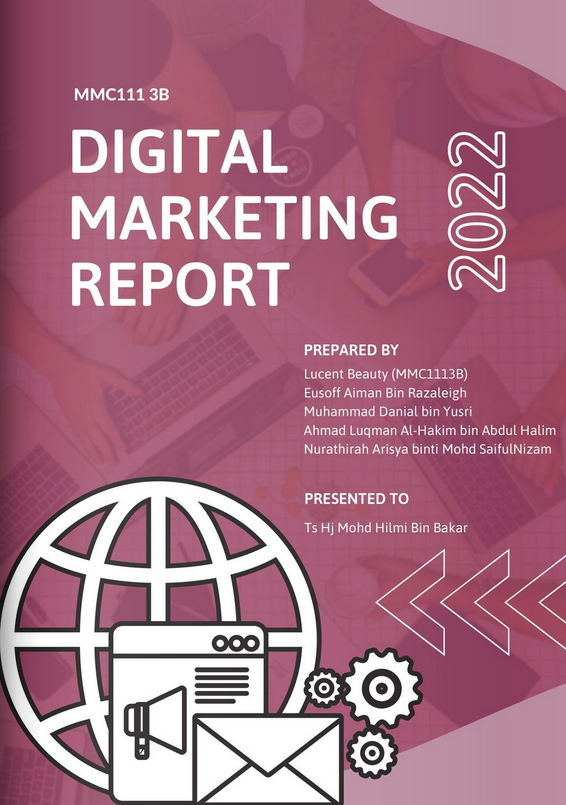 MMC111 3B
DIGITAL
MARKETING
REPORT
2022
PREPARED BY
Lucent Beauty (MMC1113B)
Eusoff Aiman Bin Razaleigh
Muhammad Danial bin Yusri
Ahmad Luqman Al-Hakim bin Abdul Halim
Nurathirah Arisya binti Mohd SaifulNizam
PRESENTED TO
Ts Hj Mohd Hilmi Bin Bakar